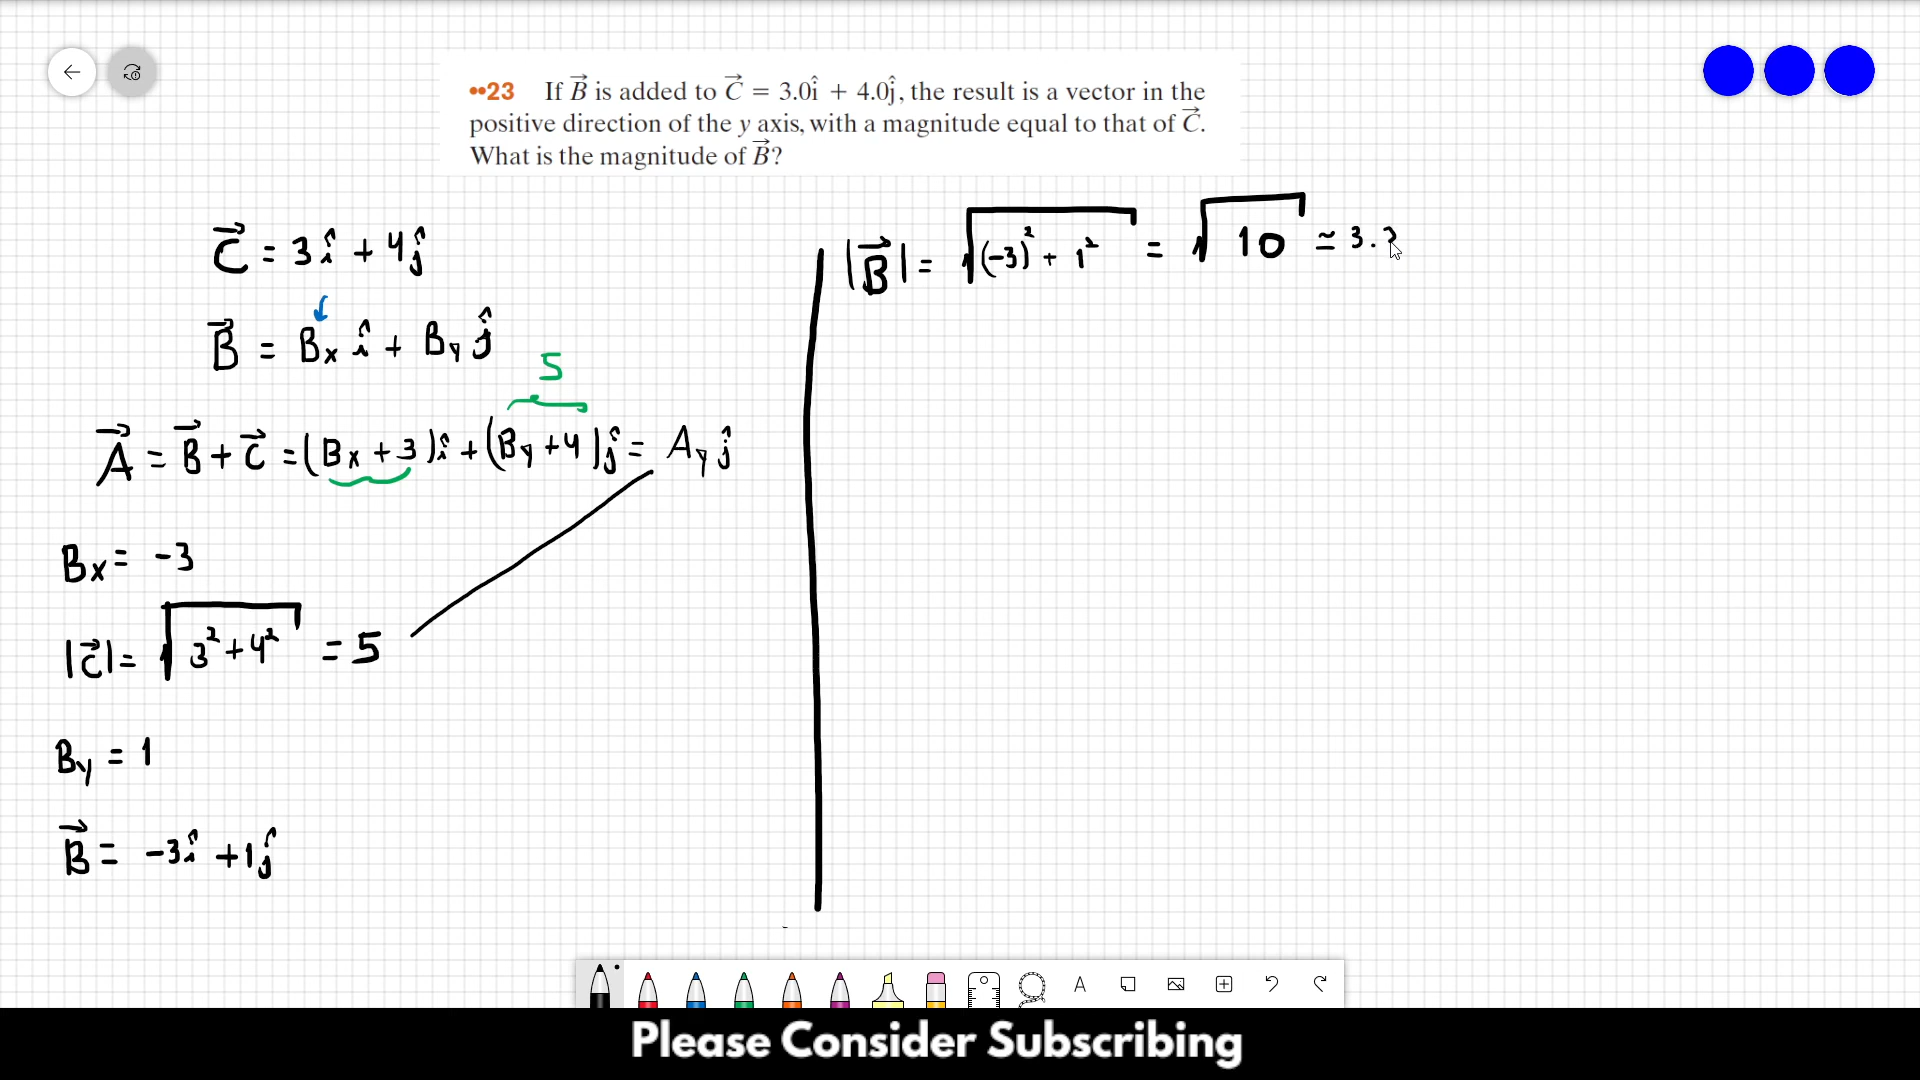 ••23 If B⃗ is added to C⃗ = 3.0î + 4.0ĵ, the result is a vector in the
positive direction of the y axis, with a magnitude equal to that of C⃗.
What is the magnitude of B⃗?
C⃗ = 3î + 4ĵ
B⃗ = Bx î + By ĵ
5
A⃗ = B⃗ + C⃗ = (Bx + 3)î + (By + 4)ĵ = Ay ĵ
Bx = -3
|C⃗| = √(3² + 4²) = 5
By = 1
B⃗ = -3î + 1ĵ
|B⃗| = √((-3)² + 1²) = √10 ≃ 3.
A
Please Consider Subscribing